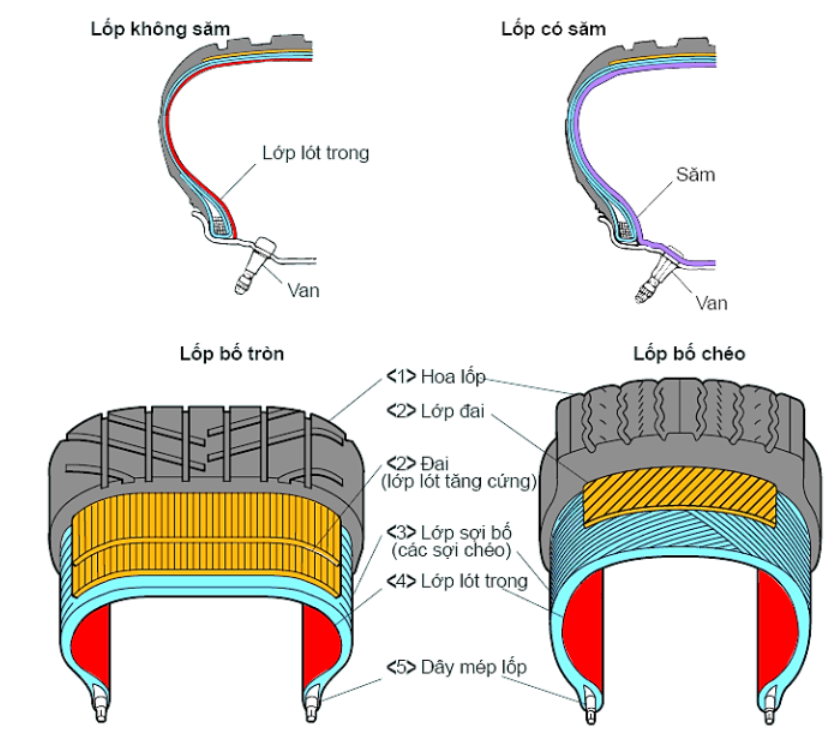 Lốp không săm
Lốp có săm
Lớp lót trong
Săm
Van
Van
Lốp bố tròn
Lốp bố chéo
<1> Hoa lốp
<2> Lớp đai
<2> Đai
(lớp lót tăng cứng)
<3> Lớp sợi bố
(các sợi chéo)
<4> Lớp lót trong
<5> Dây mép lốp